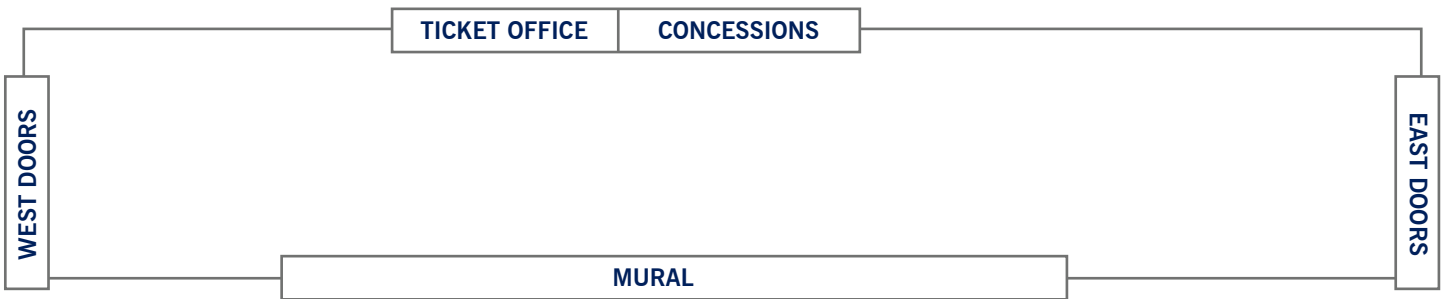 TICKET OFFICE
CONCESSIONS
WEST DOORS
EAST DOORS
MURAL